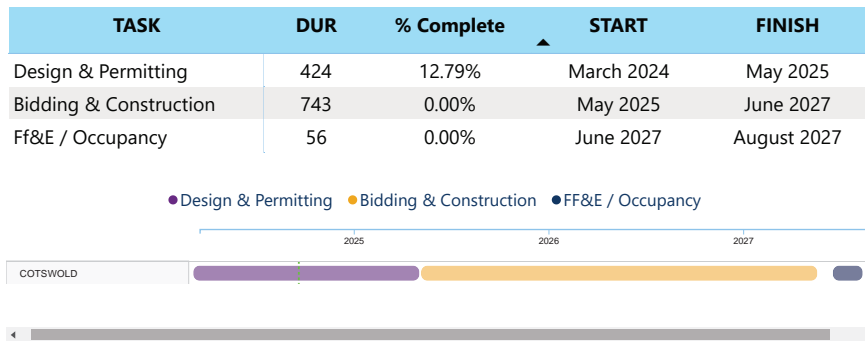 TASK DUR % Complete START FINISH
Design & Permitting 424 12.79% March 2024 May 2025
Bidding & Construction 743 0.00% May 2025 June 2027
Ff&E / Occupancy 56 0.00% June 2027 August 2027
Design & Permitting Bidding & Construction FF&E / Occupancy
2025 2026 2027
COTSWOLD